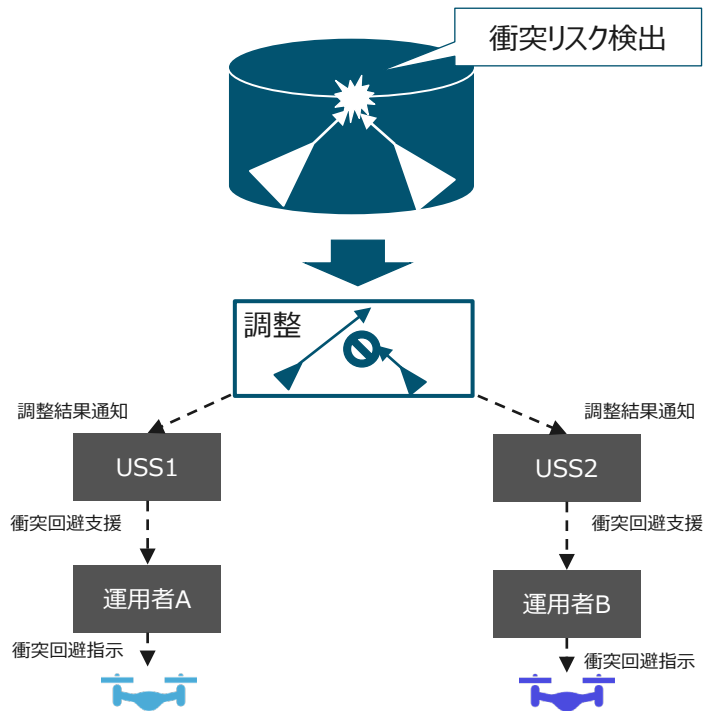 衝突リスク検出
調整
調整結果通知
調整結果通知
USS1
USS2
衝突回避支援
衝突回避支援
運用者A
運用者B
衝突回避指示
衝突回避指示